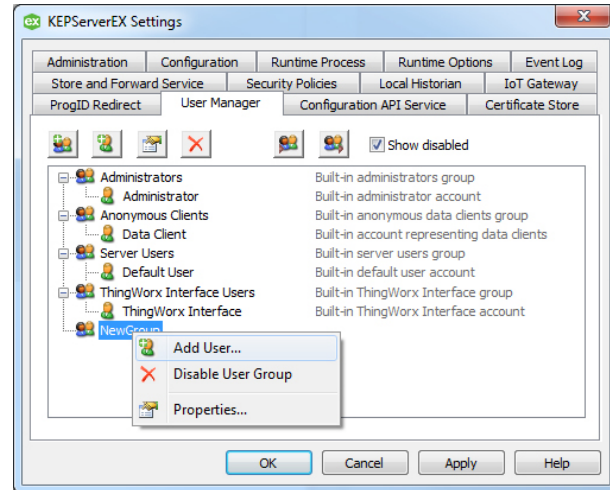 KEPServerEX Settings
Administration Configuration Runtime Process Runtime Options Event Log
Store and Forward Service Security Policies Local Historian IoT Gateway
ProgID Redirect User Manager Configuration API Service Certificate Store
Show disabled
Administrators Built-in administrators group
Administrator Built-in administrator account
Anonymous Clients Built-in anonymous data clients group
Data Client Built-in account representing data clients
Server Users Built-in server users group
Default User Built-in default user account
ThingWorx Interface Users Built-in ThingWorx Interface group
ThingWorx Interface Built-in ThingWorx Interface account
NewGroup
Add User...
Disable User Group
Properties...
OK Cancel Apply Help